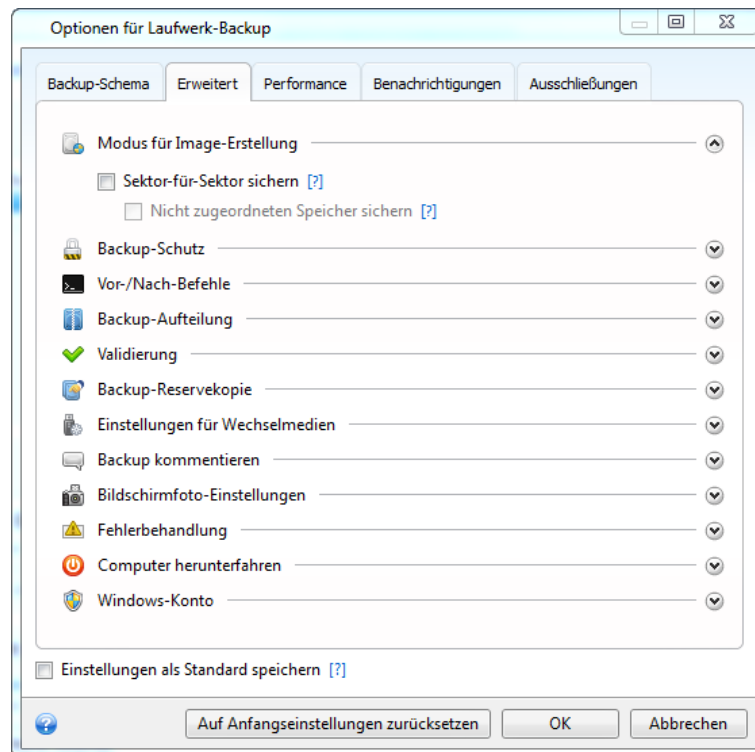 Optionen für Laufwerk-Backup
Backup-Schema Erweitert Performance Benachrichtigungen Ausschließungen
Modus für Image-Erstellung
Sektor-für-Sektor sichern [?]
Nicht zugeordneten Speicher sichern [?]
Backup-Schutz
Vor-/Nach-Befehle
Backup-Aufteilung
Validierung
Backup-Reservekopie
Einstellungen für Wechselmedien
Backup kommentieren
Bildschirmfoto-Einstellungen
Fehlerbehandlung
Computer herunterfahren
Windows-Konto
Einstellungen als Standard speichern [?]
Auf Anfangseinstellungen zurücksetzen OK Abbrechen